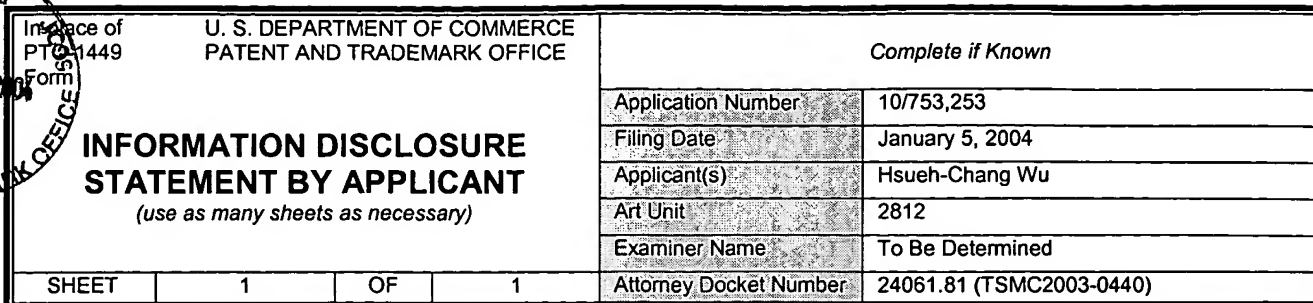 In place of U. S. DEPARTMENT OF COMMERCE
PTO-1449 PATENT AND TRADEMARK OFFICE
Form
OFFICE
INFORMATION DISCLOSURE
STATEMENT BY APPLICANT
(use as many sheets as necessary)
SHEET 1 OF 1
Complete if Known
Application Number 10/753,253
Filing Date January 5, 2004
Applicant(s) Hsueh-Chang Wu
Art Unit 2812
Examiner Name To Be Determined
Attorney Docket Number 24061.81 (TSMC2003-0440)